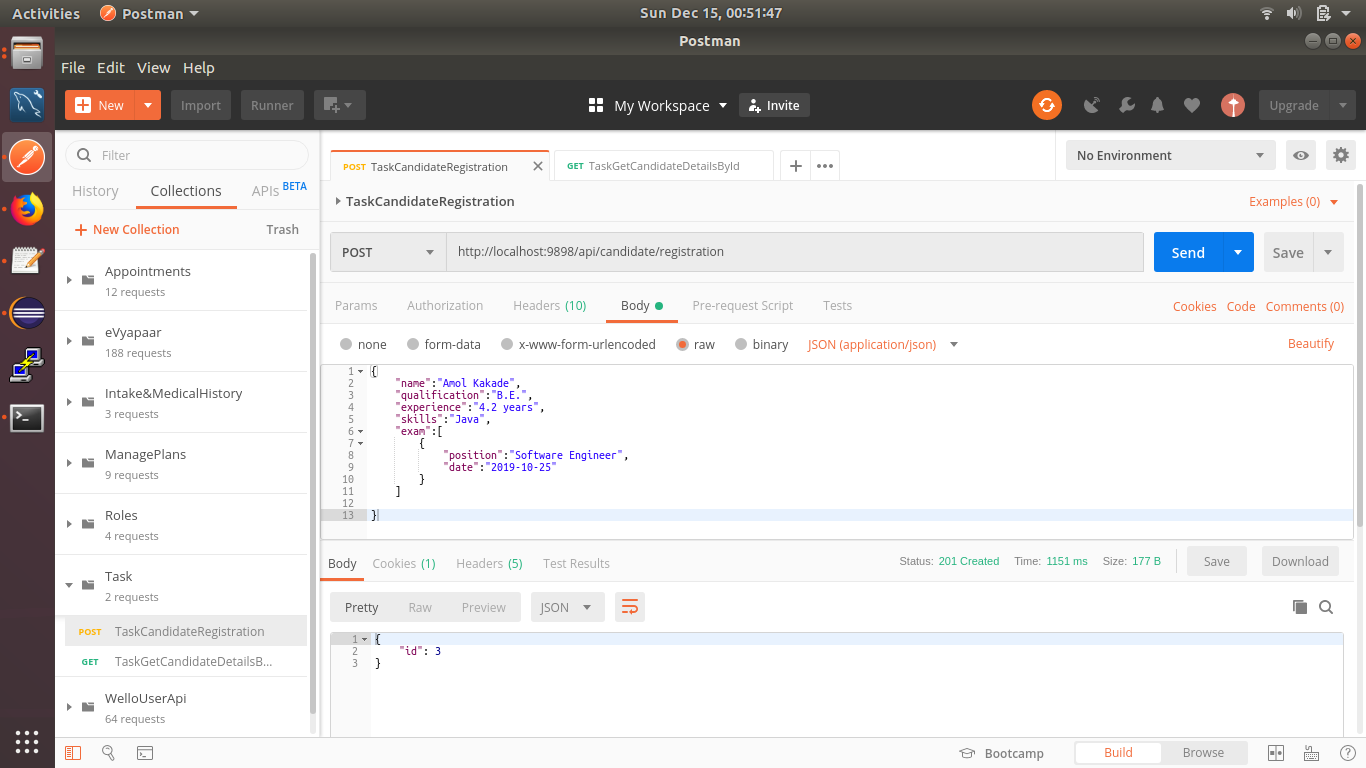 Activities Postman Sun Dec 15, 00:51:47
Postman
File Edit View Help
New Import Runner My Workspace Invite Upgrade
Filter
History Collections APIs BETA
New Collection Trash
Appointments
12 requests
eVyapaar
188 requests
Intake&MedicalHistory
3 requests
ManagePlans
9 requests
Roles
4 requests
Task
2 requests
POST TaskCandidateRegistration
GET TaskGetCandidateDetailsB...
WelloUserApi
64 requests
POST TaskCandidateRegistration GET TaskGetCandidateDetailsById No Environment
TaskCandidateRegistration Examples (0)
POST http://localhost:9898/api/candidate/registration Send Save
Params Authorization Headers (10) Body Pre-request Script Tests Cookies Code Comments (0)
none form-data x-www-form-urlencoded raw binary JSON (application/json) Beautify
1 {
2 "name":"Amol Kakade",
3 "qualification":"B.E.",
4 "experience":"4.2 years",
5 "skills":"Java",
6 "exam":[
7 {
8 "position":"Software Engineer",
9 "date":"2019-10-25"
10 }
11 ]
12
13 }
Body Cookies (1) Headers (5) Test Results Status: 201 Created Time: 1151 ms Size: 177 B Save Download
Pretty Raw Preview JSON
1 {
2 "id": 3
3 }
Bootcamp Build Browse